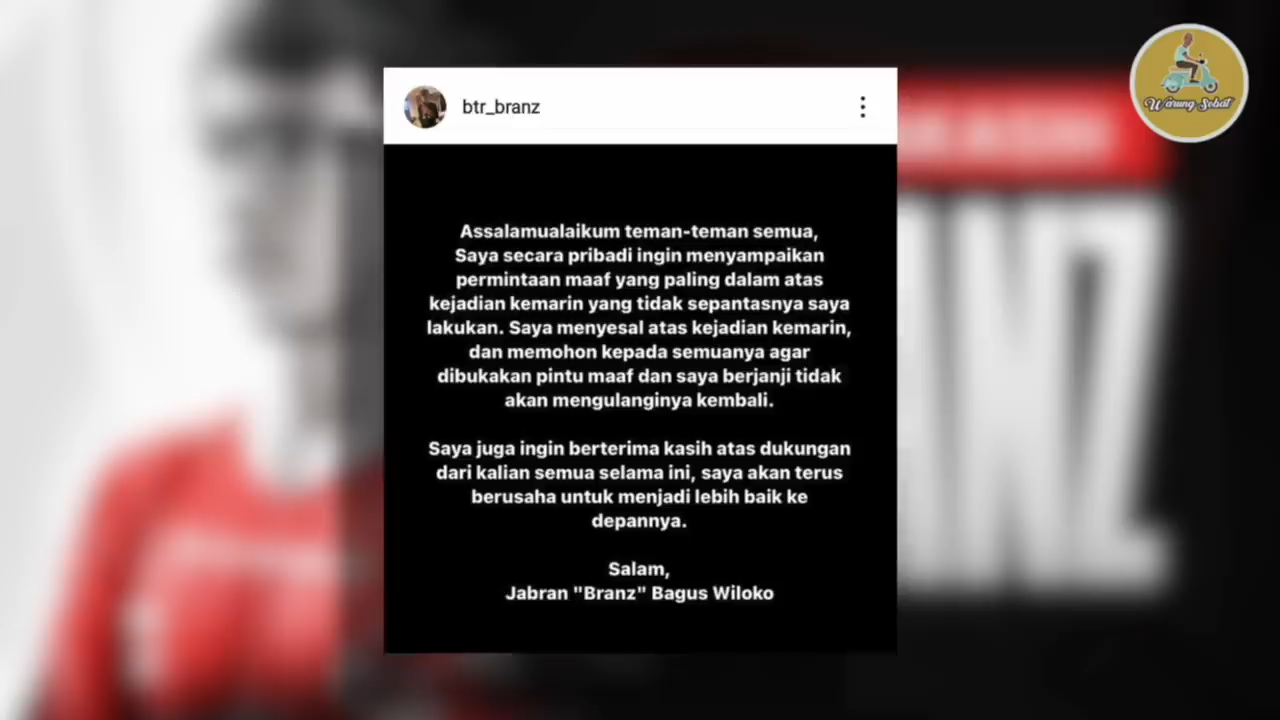 Warung Sobat
btr_branz
Assalamualaikum teman-teman semua,
Saya secara pribadi ingin menyampaikan
permintaan maaf yang paling dalam atas
kejadian kemarin yang tidak sepantasnya saya
lakukan. Saya menyesal atas kejadian kemarin,
dan memohon kepada semuanya agar
dibukakan pintu maaf dan saya berjanji tidak
akan mengulanginya kembali.
Saya juga ingin berterima kasih atas dukungan
dari kalian semua selama ini, saya akan terus
berusaha untuk menjadi lebih baik ke
depannya.
Salam,
Jabran "Branz" Bagus Wiloko